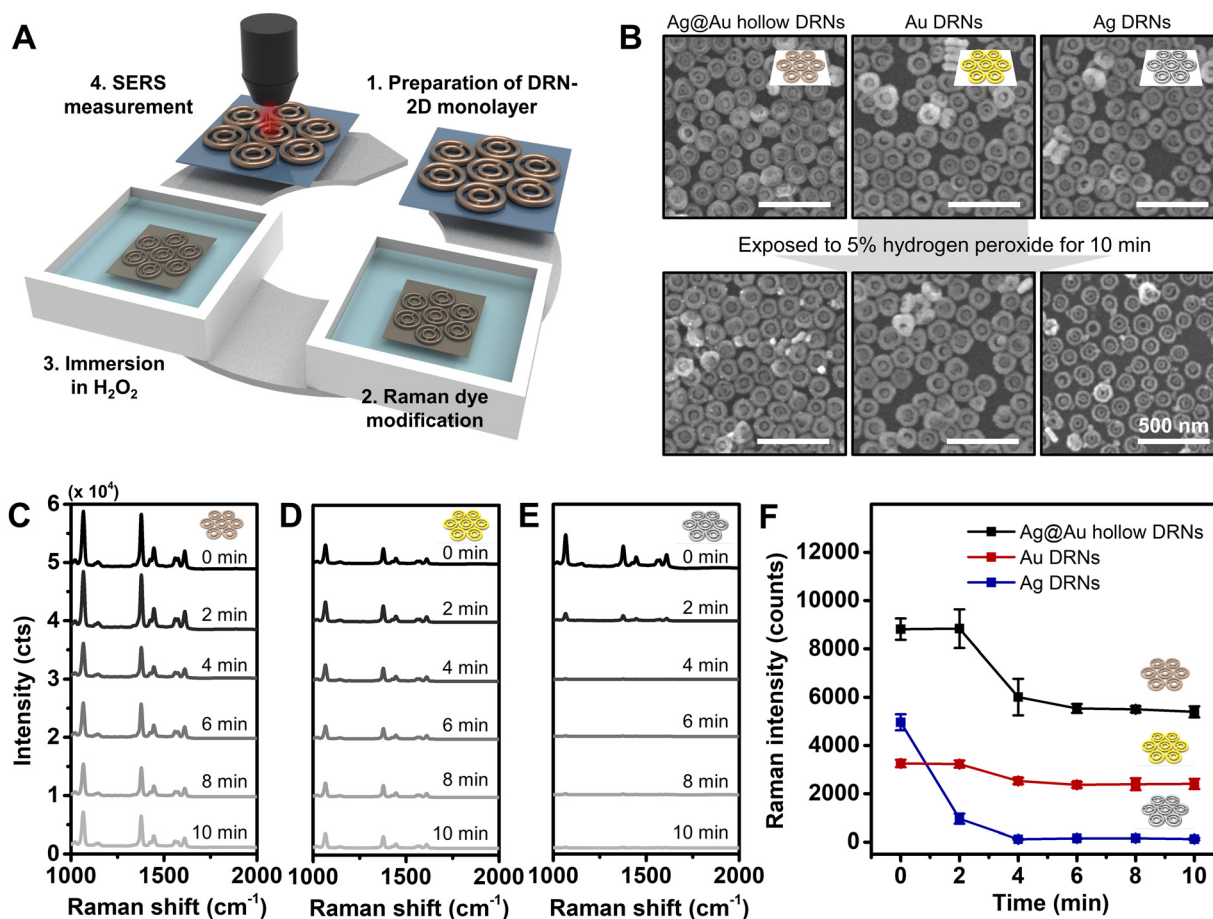 A
4. SERS
measurement
1. Preparation of DRN-
2D monolayer
3. Immersion
in H₂O₂
2. Raman dye
modification
B
Ag@Au hollow DRNs
Au DRNs
Ag DRNs
Exposed to 5% hydrogen peroxide for 10 min
500 nm
C
(x 10⁴)
6
5
4
3
2
1
0
Intensity (cts)
0 min
2 min
4 min
6 min
8 min
10 min
1000
1500
2000
Raman shift (cm⁻¹)
D
0 min
2 min
4 min
6 min
8 min
10 min
1000
1500
2000
Raman shift (cm⁻¹)
E
0 min
2 min
4 min
6 min
8 min
10 min
1000
1500
2000
Raman shift (cm⁻¹)
F
Ag@Au hollow DRNs
Au DRNs
Ag DRNs
12000
10000
8000
6000
4000
2000
0
Raman intensity (counts)
0
2
4
6
8
10
Time (min)